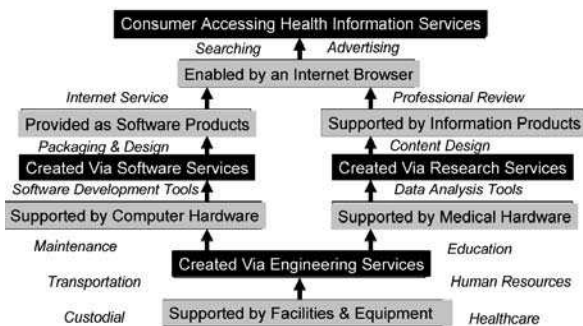 Consumer Accessing Health Information Services
Searching Advertising
Enabled by an Internet Browser
Internet Service Professional Review
Provided as Software Products Supported by Information Products
Packaging & Design Content Design
Created Via Software Services Created Via Research Services
Software Development Tools Data Analysis Tools
Supported by Computer Hardware Supported by Medical Hardware
Maintenance Education
Created Via Engineering Services
Transportation Human Resources
Custodial Supported by Facilities & Equipment Healthcare